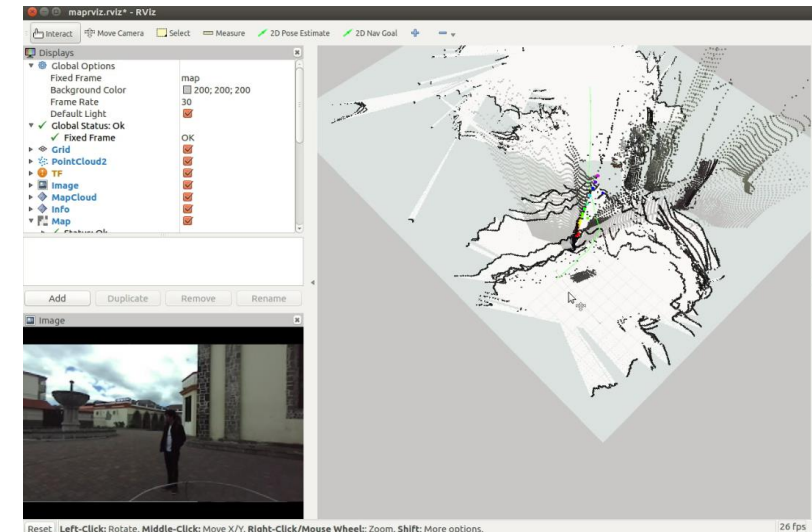 maprviz.rviz* - RViz
Interact Move Camera Select Measure 2D Pose Estimate 2D Nav Goal
Displays
Global Options
Fixed Frame map
Background Color 200; 200; 200
Frame Rate 30
Default Light
Global Status: Ok
Fixed Frame OK
Grid
PointCloud2
TF
Image
MapCloud
Info
Map
Status: Ok
Add Duplicate Remove Rename
Image
Reset Left-Click: Rotate. Middle-Click: Move X/Y. Right-Click/Mouse Wheel:: Zoom. Shift: More options. 26 fps